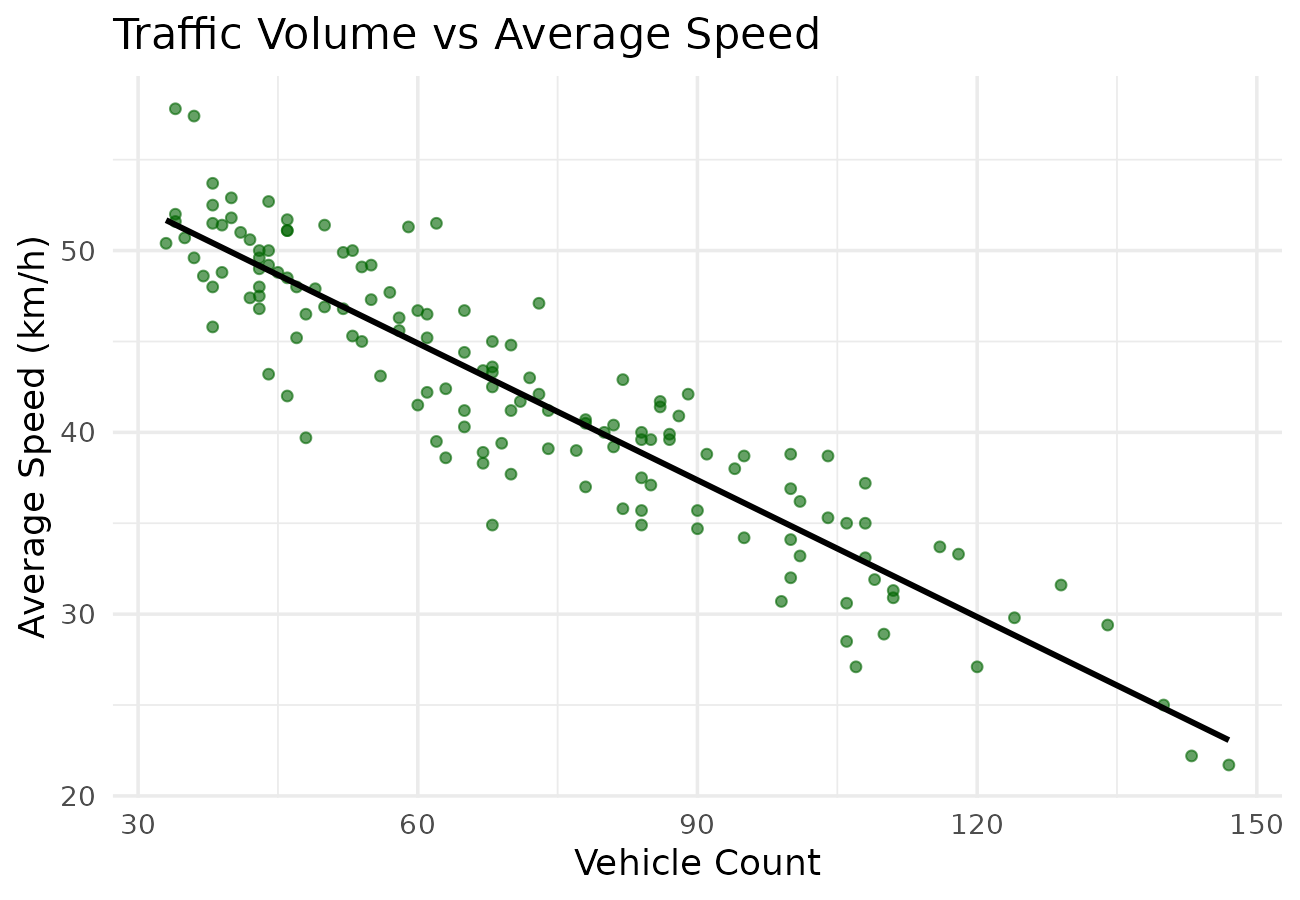 Traffic Volume vs Average Speed
Average Speed (km/h)
50
40
30
20
30 60 90 120 150
Vehicle Count